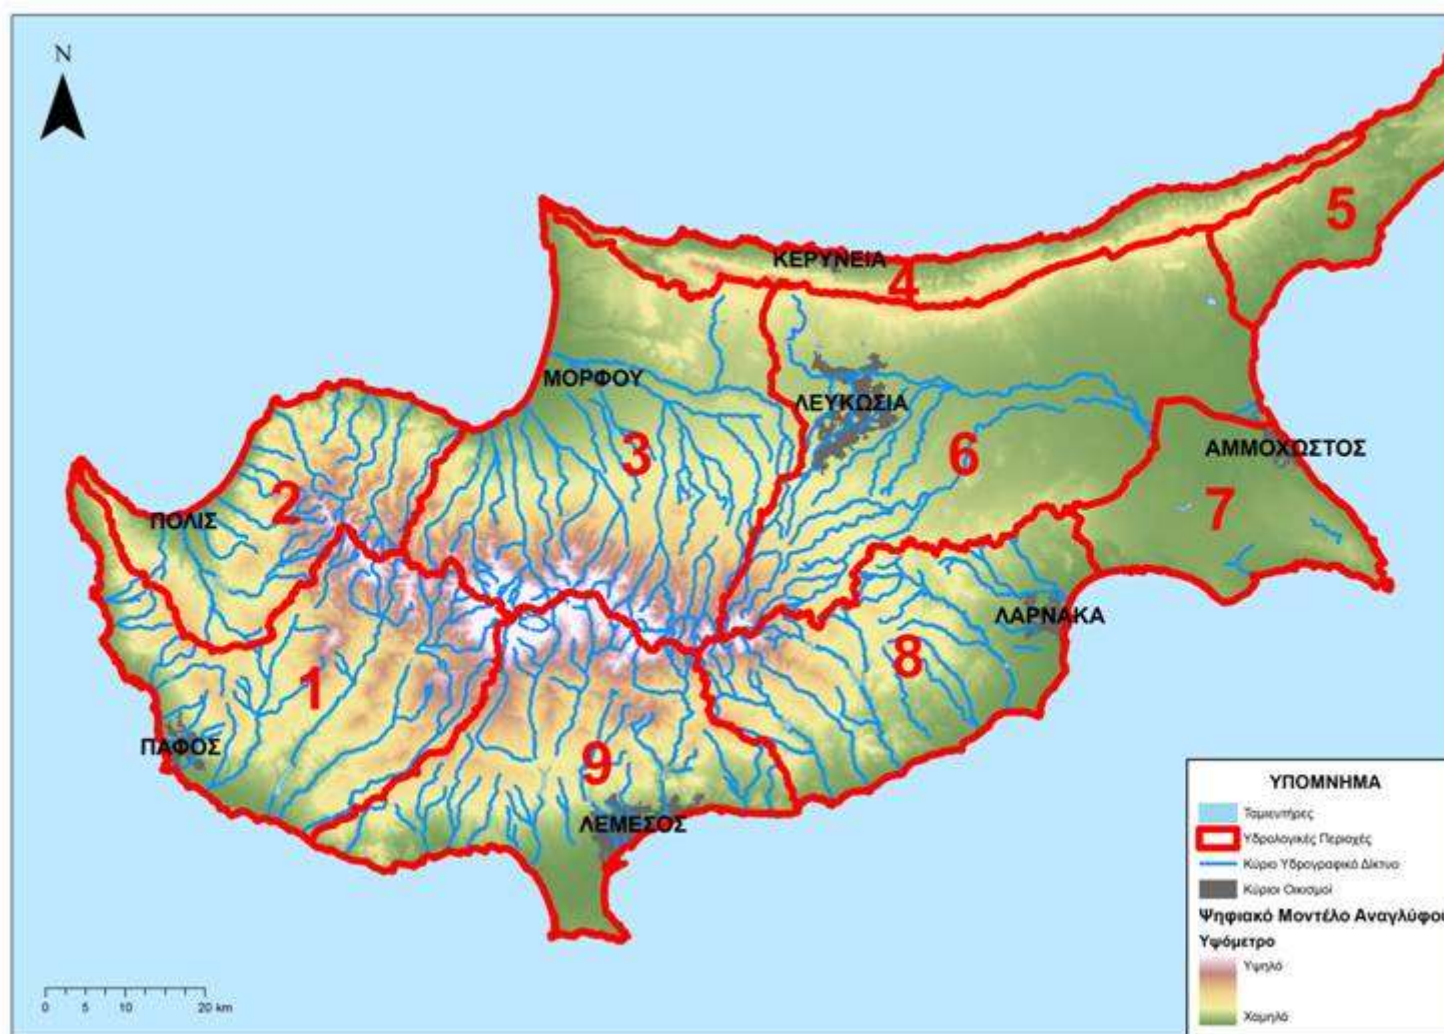 N
ΚΕΡΥΝΕΙΑ
4
5
ΜΟΡΦΟΥ
ΛΕΥΚΩΣΙΑ
3
6
ΑΜΜΟΧΩΣΤΟΣ
7
2
ΠΟΛΙΣ
ΛΑΡΝΑΚΑ
8
1
ΠΑΦΟΣ
9
ΛΕΜΕΣΟΣ
ΥΠΟΜΝΗΜΑ
Ταμιευτήρες
Υδρολογικές Περιοχές
Κύριο Υδρογραφικό Δίκτυο
Κύριοι Οικισμοί
Ψηφιακό Μοντέλο Αναγλύφου
Υψόμετρο
Υψηλό
Χαμηλό
0 5 10 20 km